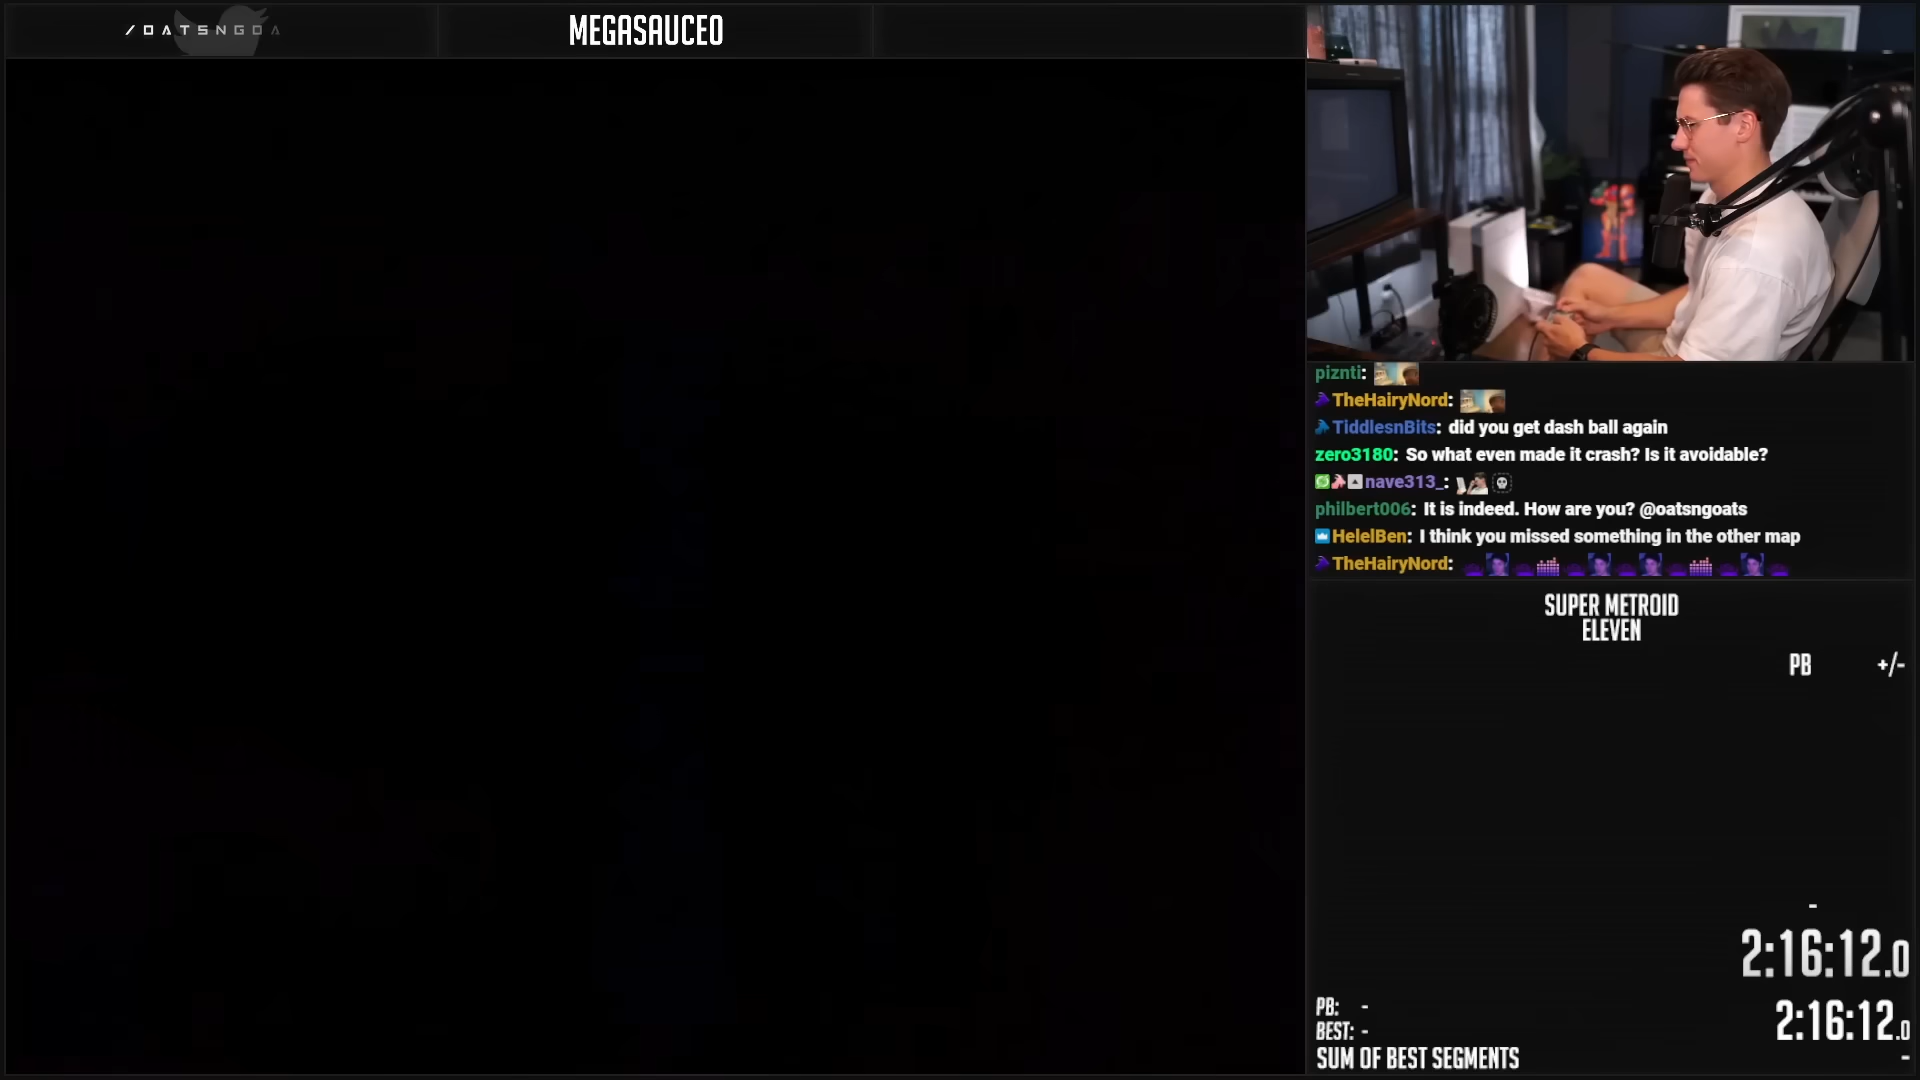 /OATSNGOA
MEGASAUCE0
piznti:
TheHairyNord:
TiddlesnBits: did you get dash ball again
zero3180: So what even made it crash? Is it avoidable?
nave313_:
philbert006: It is indeed. How are you? @oatsngoats
HelelBen: I think you missed something in the other map
TheHairyNord:
SUPER METROID
ELEVEN
PB +/-
-
2:16:12.0
PB: - 2:16:12.0
BEST: -
SUM OF BEST SEGMENTS -